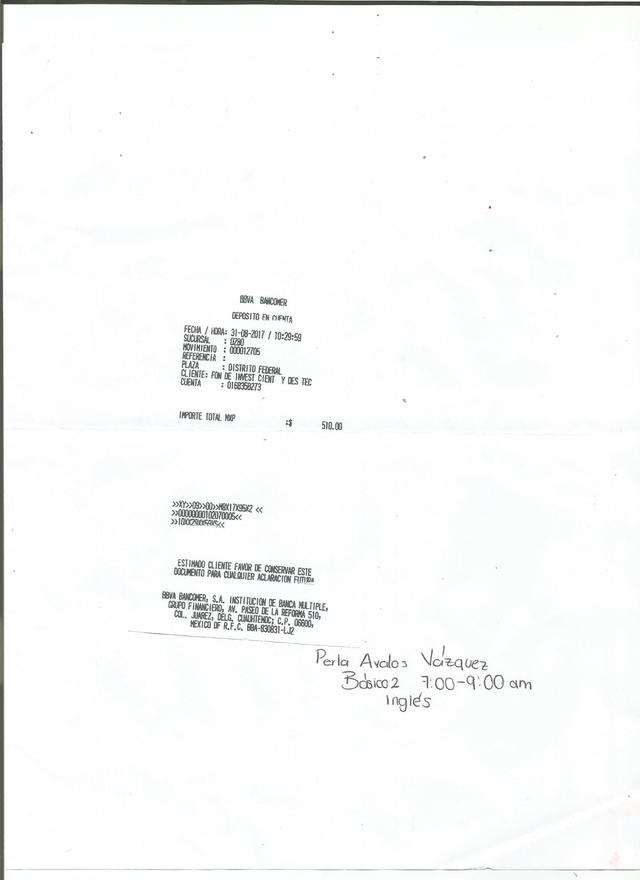 BBVA BANCOMER
DEPOSITO EN CUENTA
FECHA / HORA: 31-08-2017 / 10:29:59
SUCURSAL : 0290
MOVIMIENTO : 000012705
REFERENCIA :
PLAZA : DISTRITO FEDERAL
CLIENTE: FON DE INVEST CIENT Y DES TEC
CUENTA : 0168358273
IMPORTE TOTAL MXP :$ 510.00
>>XY>>09>>00>>MBX17X95X2 <<
>>00000000102070005<<
ESTIMADO CLIENTE FAVOR DE CONSERVAR ESTE
DOCUMENTO PARA CUALQUIER ACLARACION FUTURA
BBVA BANCOMER, S.A. INSTITUCION DE BANCA MULTIPLE,
GRUPO FINANCIERO, AV. PASEO DE LA REFORMA 510,
COL. JUAREZ, DELG. CUAUHTEMOC; C.P. 06600,
MEXICO DF R.F.C. BBA-830831-LJ2
Perla Avalos Vázquez
Básico 2 7:00-9:00 am
Inglés